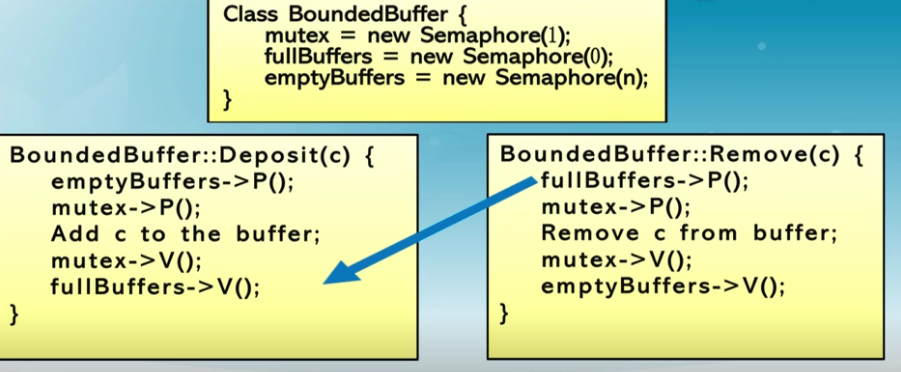 Class BoundedBuffer {
mutex = new Semaphore(1);
fullBuffers = new Semaphore(0);
emptyBuffers = new Semaphore(n);
}
BoundedBuffer::Deposit(c) {
emptyBuffers->P();
mutex->P();
Add c to the buffer;
mutex->V();
fullBuffers->V();
}
BoundedBuffer::Remove(c) {
fullBuffers->P();
mutex->P();
Remove c from buffer;
mutex->V();
emptyBuffers->V();
}